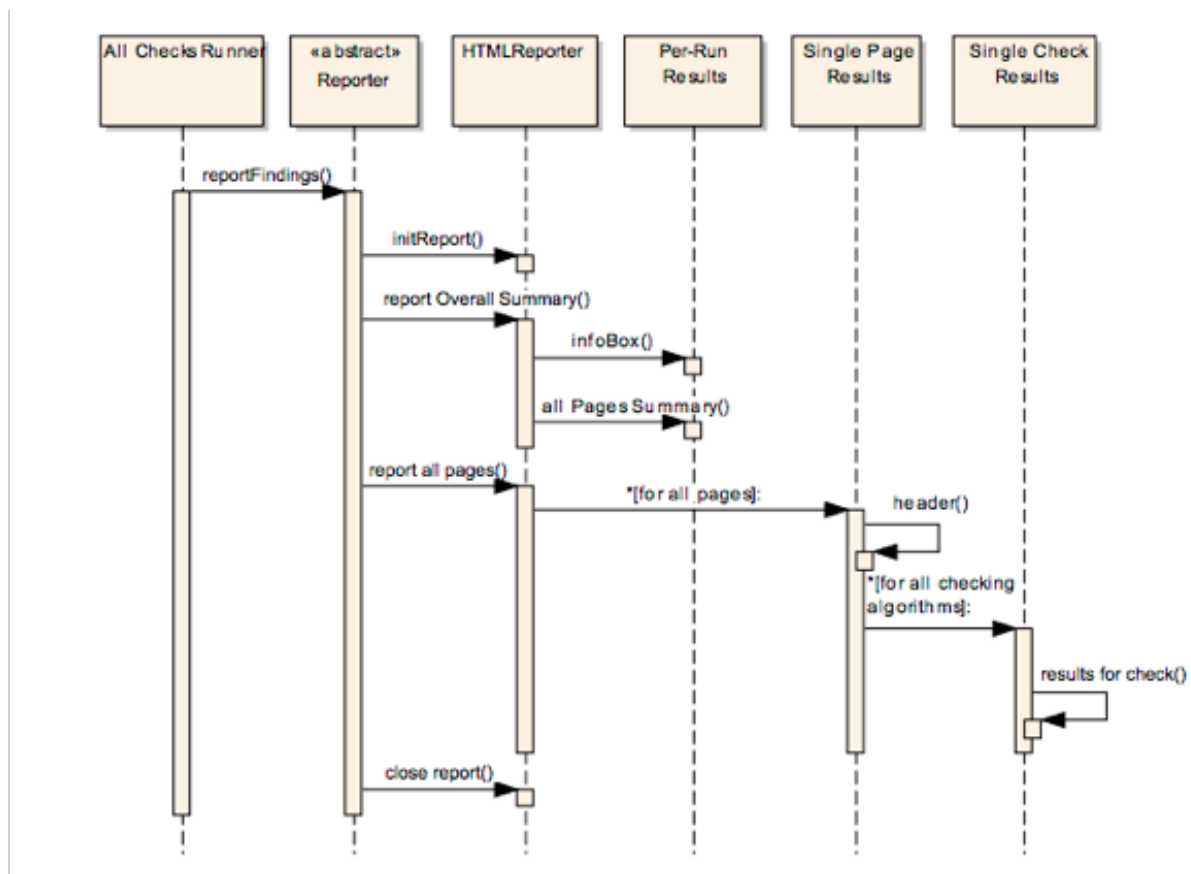 All Checks Runner
«abstract»
Reporter
HTMLReporter
Per-Run
Results
Single Page
Results
Single Check
Results
reportFindings()
initReport()
report Overall Summary()
infoBox()
all Pages Summary()
report all pages()
*[for all pages]:
header()
*[for all checking
algorithms]:
results for check()
close report()